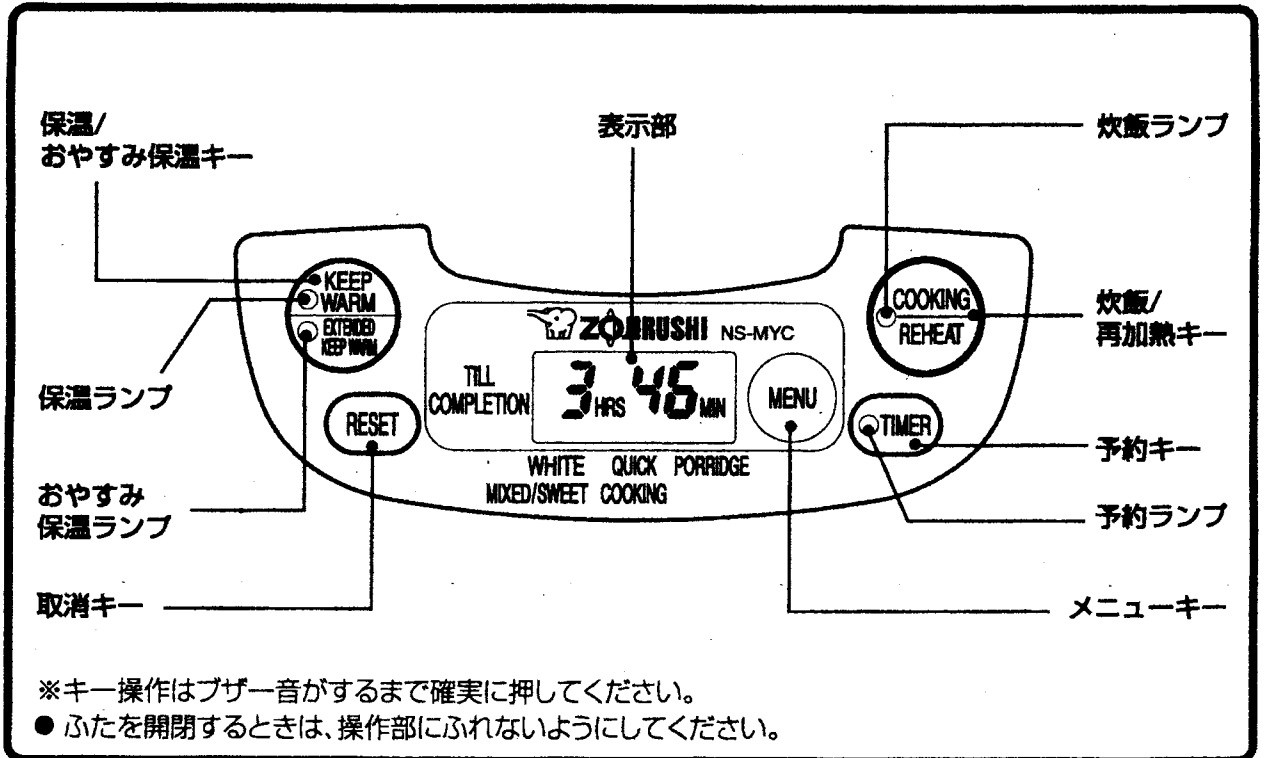 保温/
おやすみ保温キー
表示部
炊飯ランプ
KEEP
WARM
EXTENDED
KEEP WARM
COOKING
REHEAT
炊飯/
再加熱キー
ZOJIRUSHI NS-MYC
TILL
COMPLETION
3 HRS 45 MIN
MENU
保温ランプ
RESET
TIMER
予約キー
WHITE QUICK PORRIDGE
MIXED/SWEET COOKING
おやすみ
保温ランプ
予約ランプ
取消キー
メニューキー
※キー操作はブザー音がするまで確実に押してください。
● ふたを開閉するときは、操作部にふれないようにしてください。